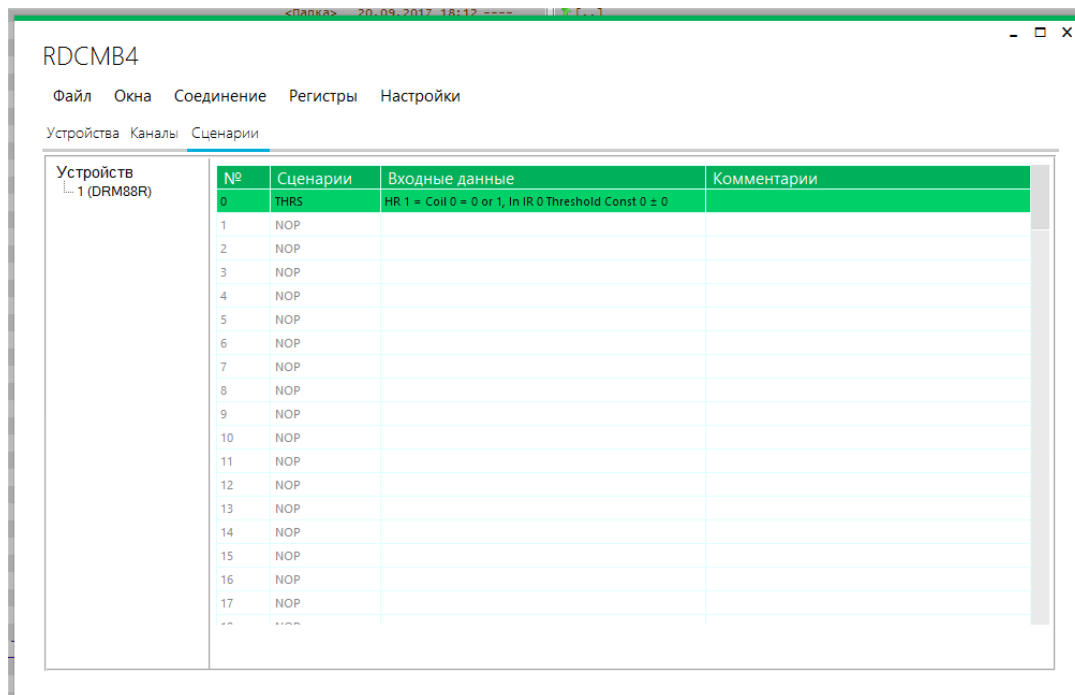 <Папка> 20.09.2017 18:12 ---- [..]
RDCMB4
Файл Окна Соединение Регистры Настройки
Устройства Каналы Сценарии
Устройств
1 (DRM88R)
№ Сценарии Входные данные Комментарии
0 THRS HR 1 = Coil 0 = 0 or 1, In IR 0 Threshold Const 0 ± 0
1 NOP
2 NOP
3 NOP
4 NOP
5 NOP
6 NOP
7 NOP
8 NOP
9 NOP
10 NOP
11 NOP
12 NOP
13 NOP
14 NOP
15 NOP
16 NOP
17 NOP